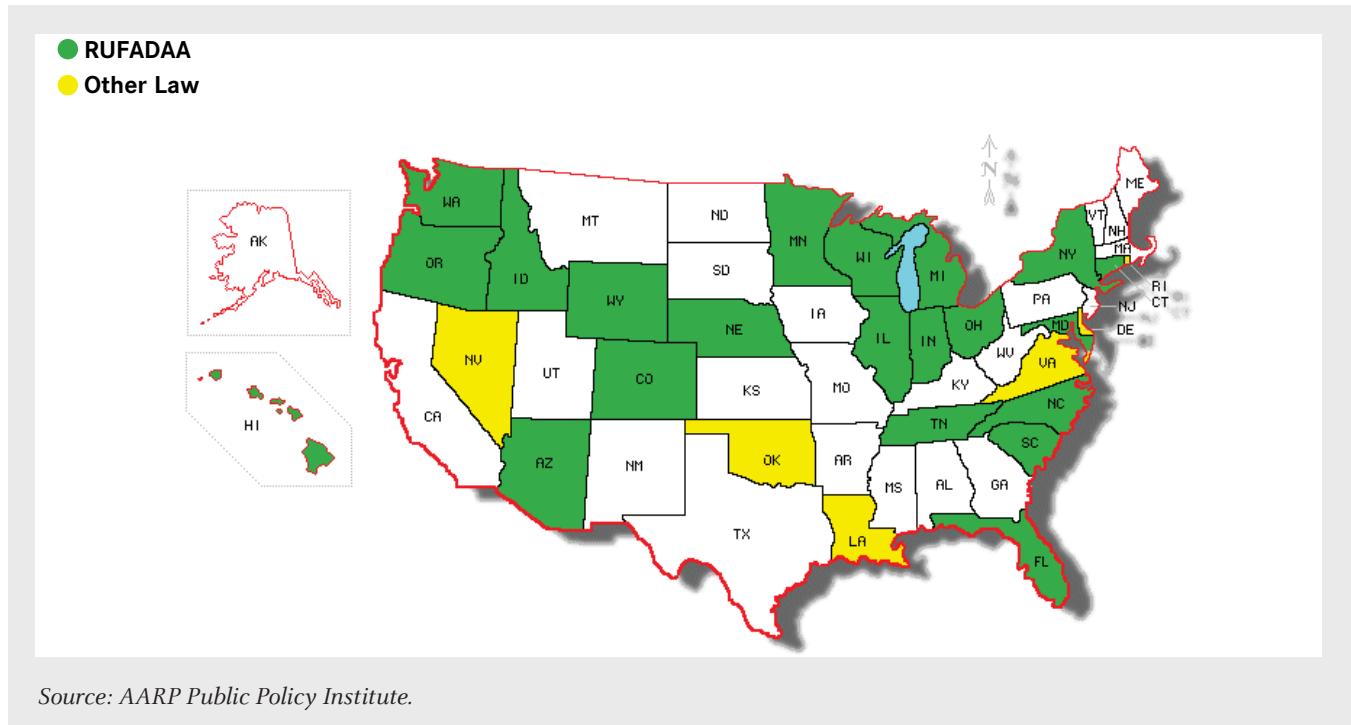 RUFADAA
Other Law
N
WA
MT
ND
MN
ME
VT
NH
MA
NY
WI
MI
OR
ID
SD
WY
RI
CT
IA
PA
NJ
NE
OH
MD
DE
IL
IN
NV
UT
CO
WV
VA
KS
MO
KY
CA
NC
TN
AZ
NM
OK
AR
SC
MS
AL
GA
TX
LA
FL
AK
HI
Source: AARP Public Policy Institute.